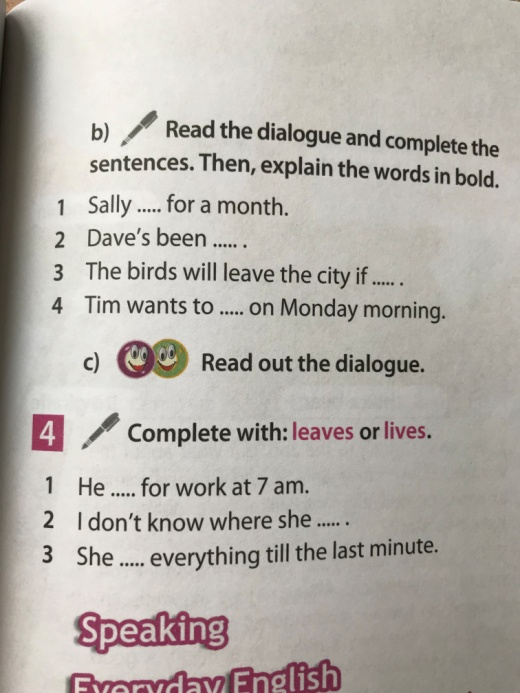 b) Read the dialogue and complete the
sentences. Then, explain the words in bold.
1 Sally ..... for a month.
2 Dave's been ..... .
3 The birds will leave the city if ..... .
4 Tim wants to ..... on Monday morning.
c) Read out the dialogue.
4 Complete with: leaves or lives.
1 He ..... for work at 7 am.
2 I don't know where she ..... .
3 She ..... everything till the last minute.
Speaking
Everyday English